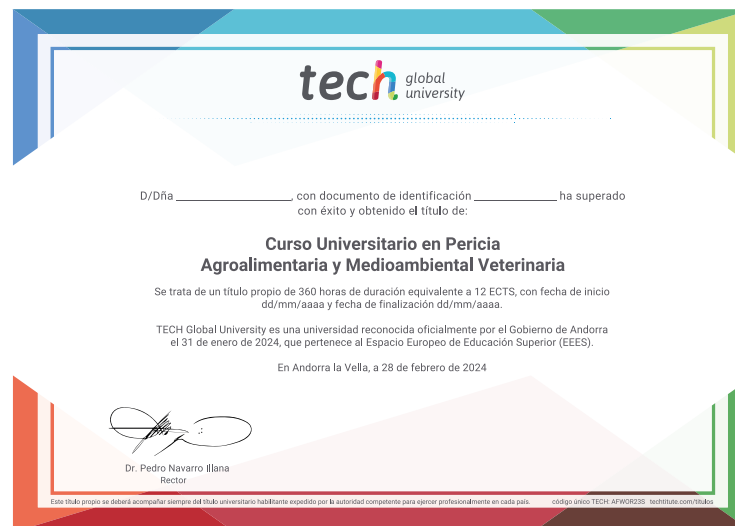 tech global university
D/Dña ____________________, con documento de identificación ______________ ha superado
con éxito y obtenido el título de:
Curso Universitario en Pericia
Agroalimentaria y Medioambiental Veterinaria
Se trata de un título propio de 360 horas de duración equivalente a 12 ECTS, con fecha de inicio
dd/mm/aaaa y fecha de finalización dd/mm/aaaa.
TECH Global University es una universidad reconocida oficialmente por el Gobierno de Andorra
el 31 de enero de 2024, que pertenece al Espacio Europeo de Educación Superior (EEES).
En Andorra la Vella, a 28 de febrero de 2024
Dr. Pedro Navarro Illana
Rector
Este título propio se deberá acompañar siempre del título universitario habilitante expedido por la autoridad competente para ejercer profesionalmente en cada país. código único TECH: AFWOR23S techtitute.com/titulos